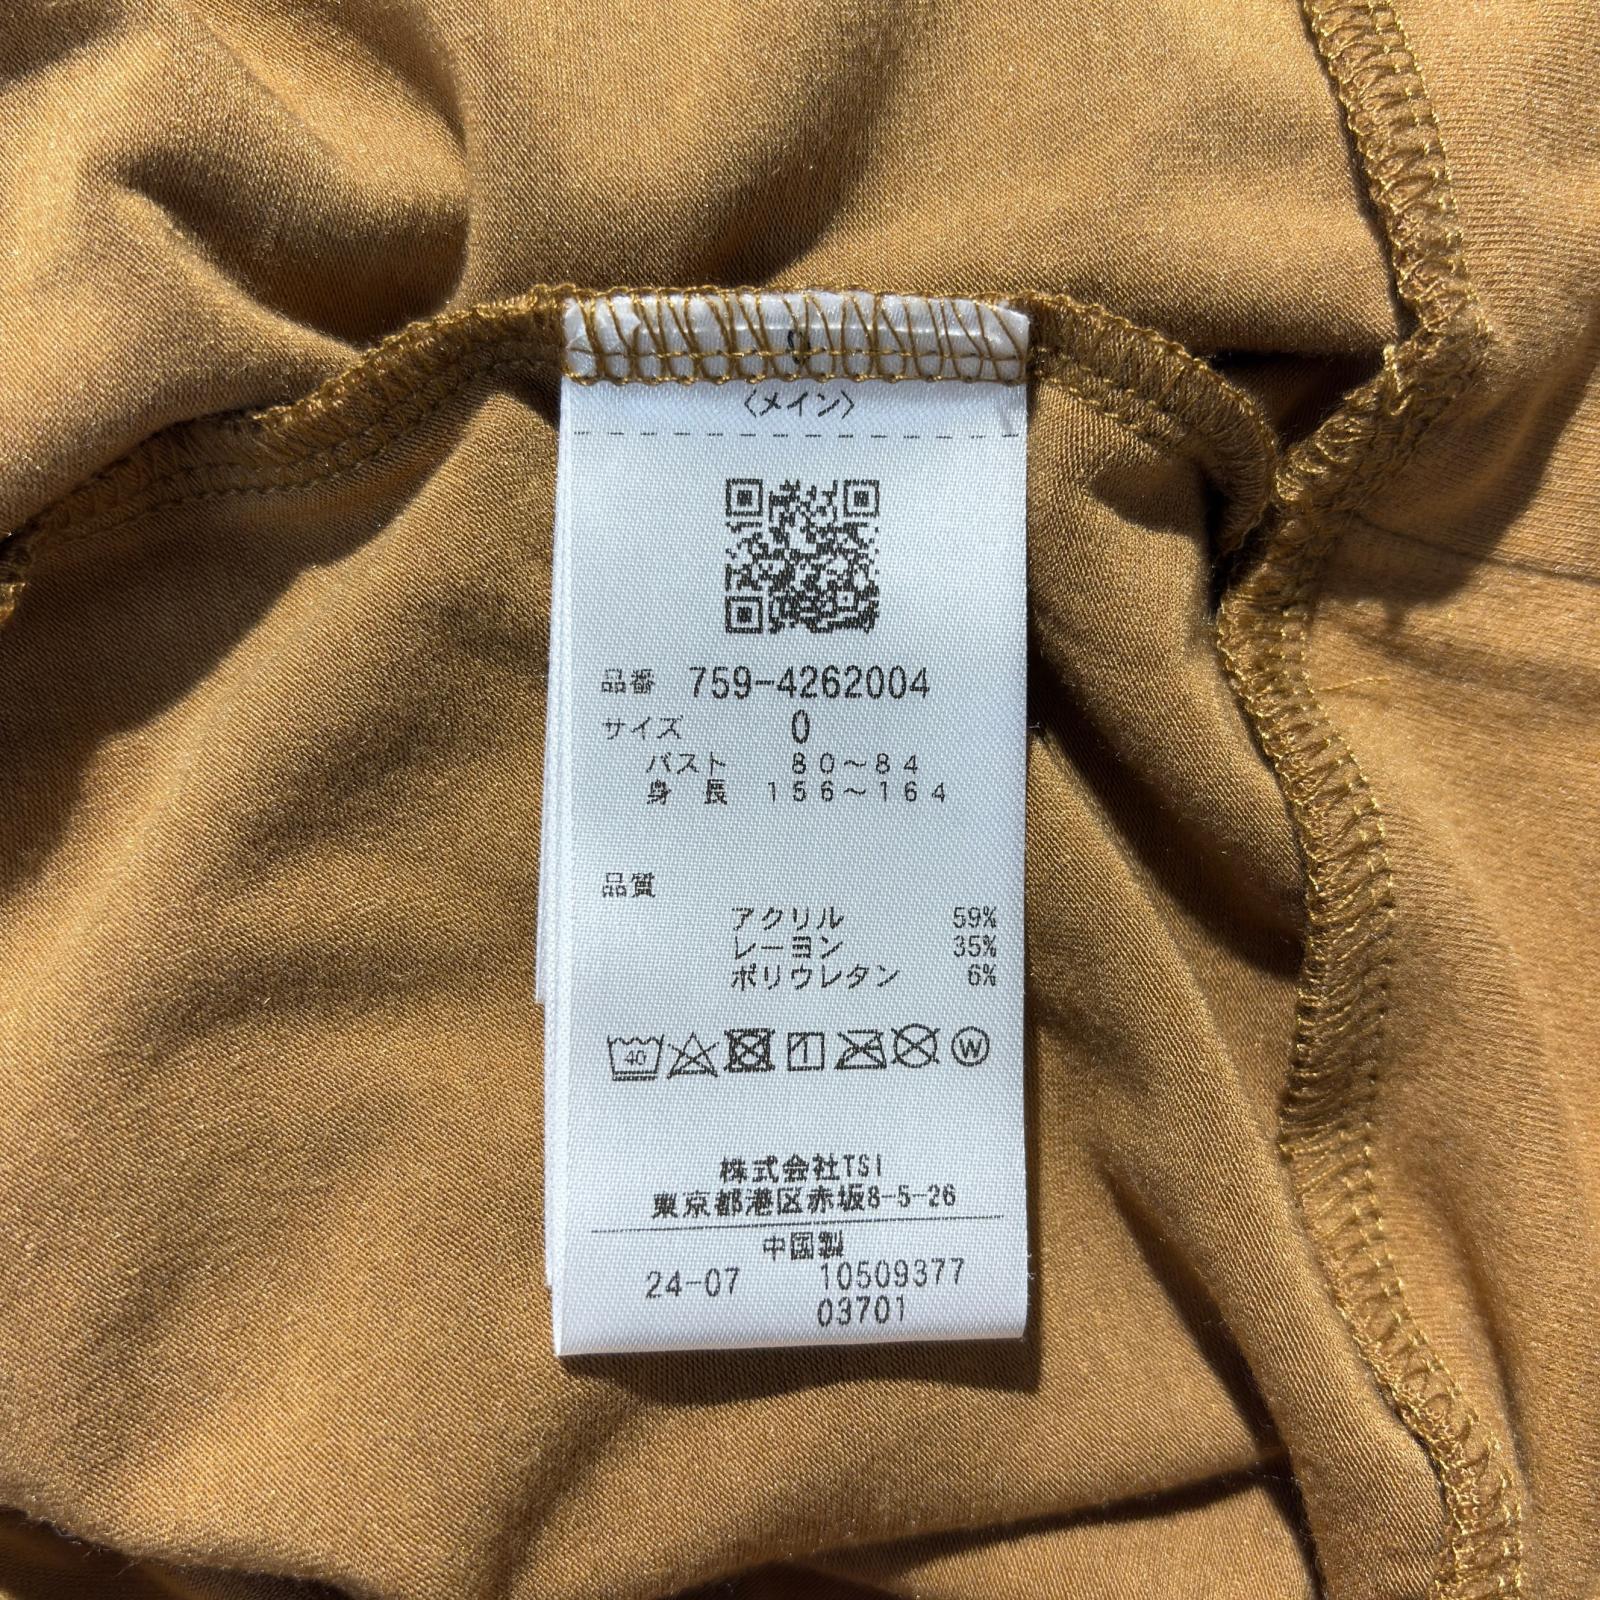 0
〈メイン〉
品番 759-4262004
サイズ 0
バスト 80~84
身長 156~164
品質
アクリル 59%
レーヨン 35%
ポリウレタン 6%
40 W
株式会社TSI
東京都港区赤坂8-5-26
中国製
24-07 10509377
03701